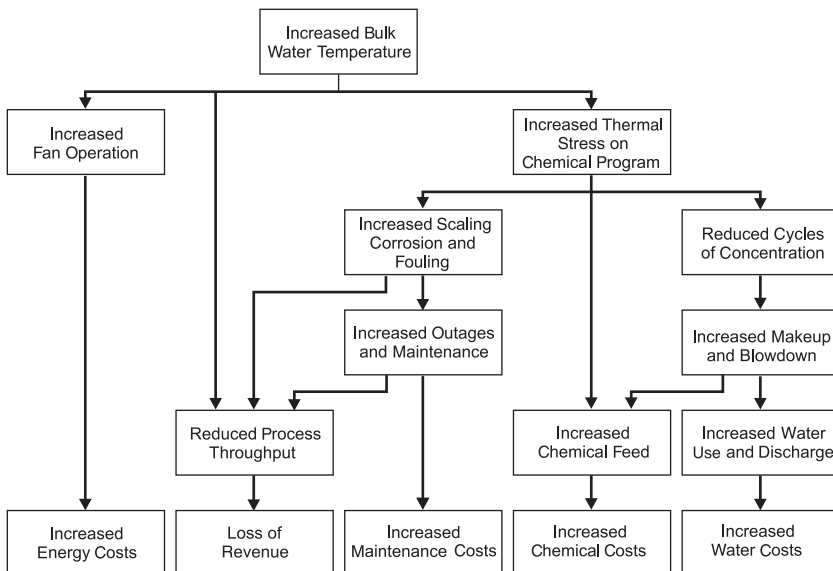 Increased Bulk
Water Temperature
Increased
Fan Operation
Increased Thermal
Stress on
Chemical Program
Increased Scaling
Corrosion and
Fouling
Reduced Cycles
of Concentration
Increased Outages
and Maintenance
Increased Makeup
and Blowdown
Reduced Process
Throughput
Increased
Chemical Feed
Increased Water
Use and Discharge
Increased
Energy Costs
Loss of
Revenue
Increased
Maintenance Costs
Increased
Chemical Costs
Increased
Water Costs